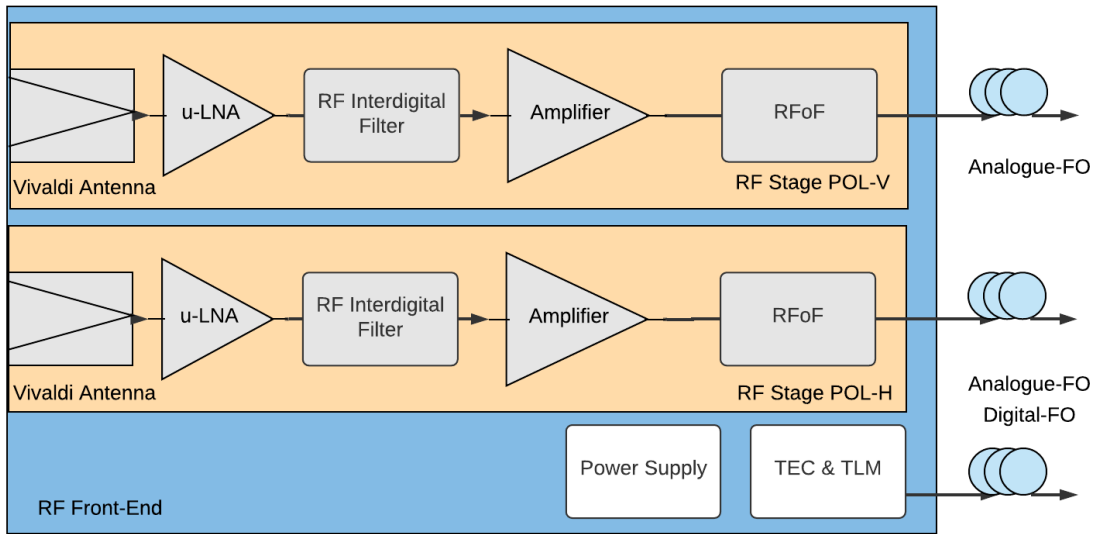 u-LNA
RF Interdigital
Filter
Amplifier
RFoF
Vivaldi Antenna
RF Stage POL-V
Analogue-FO
u-LNA
RF Interdigital
Filter
Amplifier
RFoF
Vivaldi Antenna
RF Stage POL-H
Analogue-FO
Digital-FO
Power Supply
TEC & TLM
RF Front-End